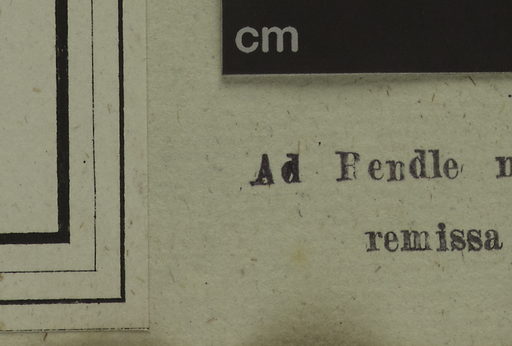 cm
Ad Rendle
remissa